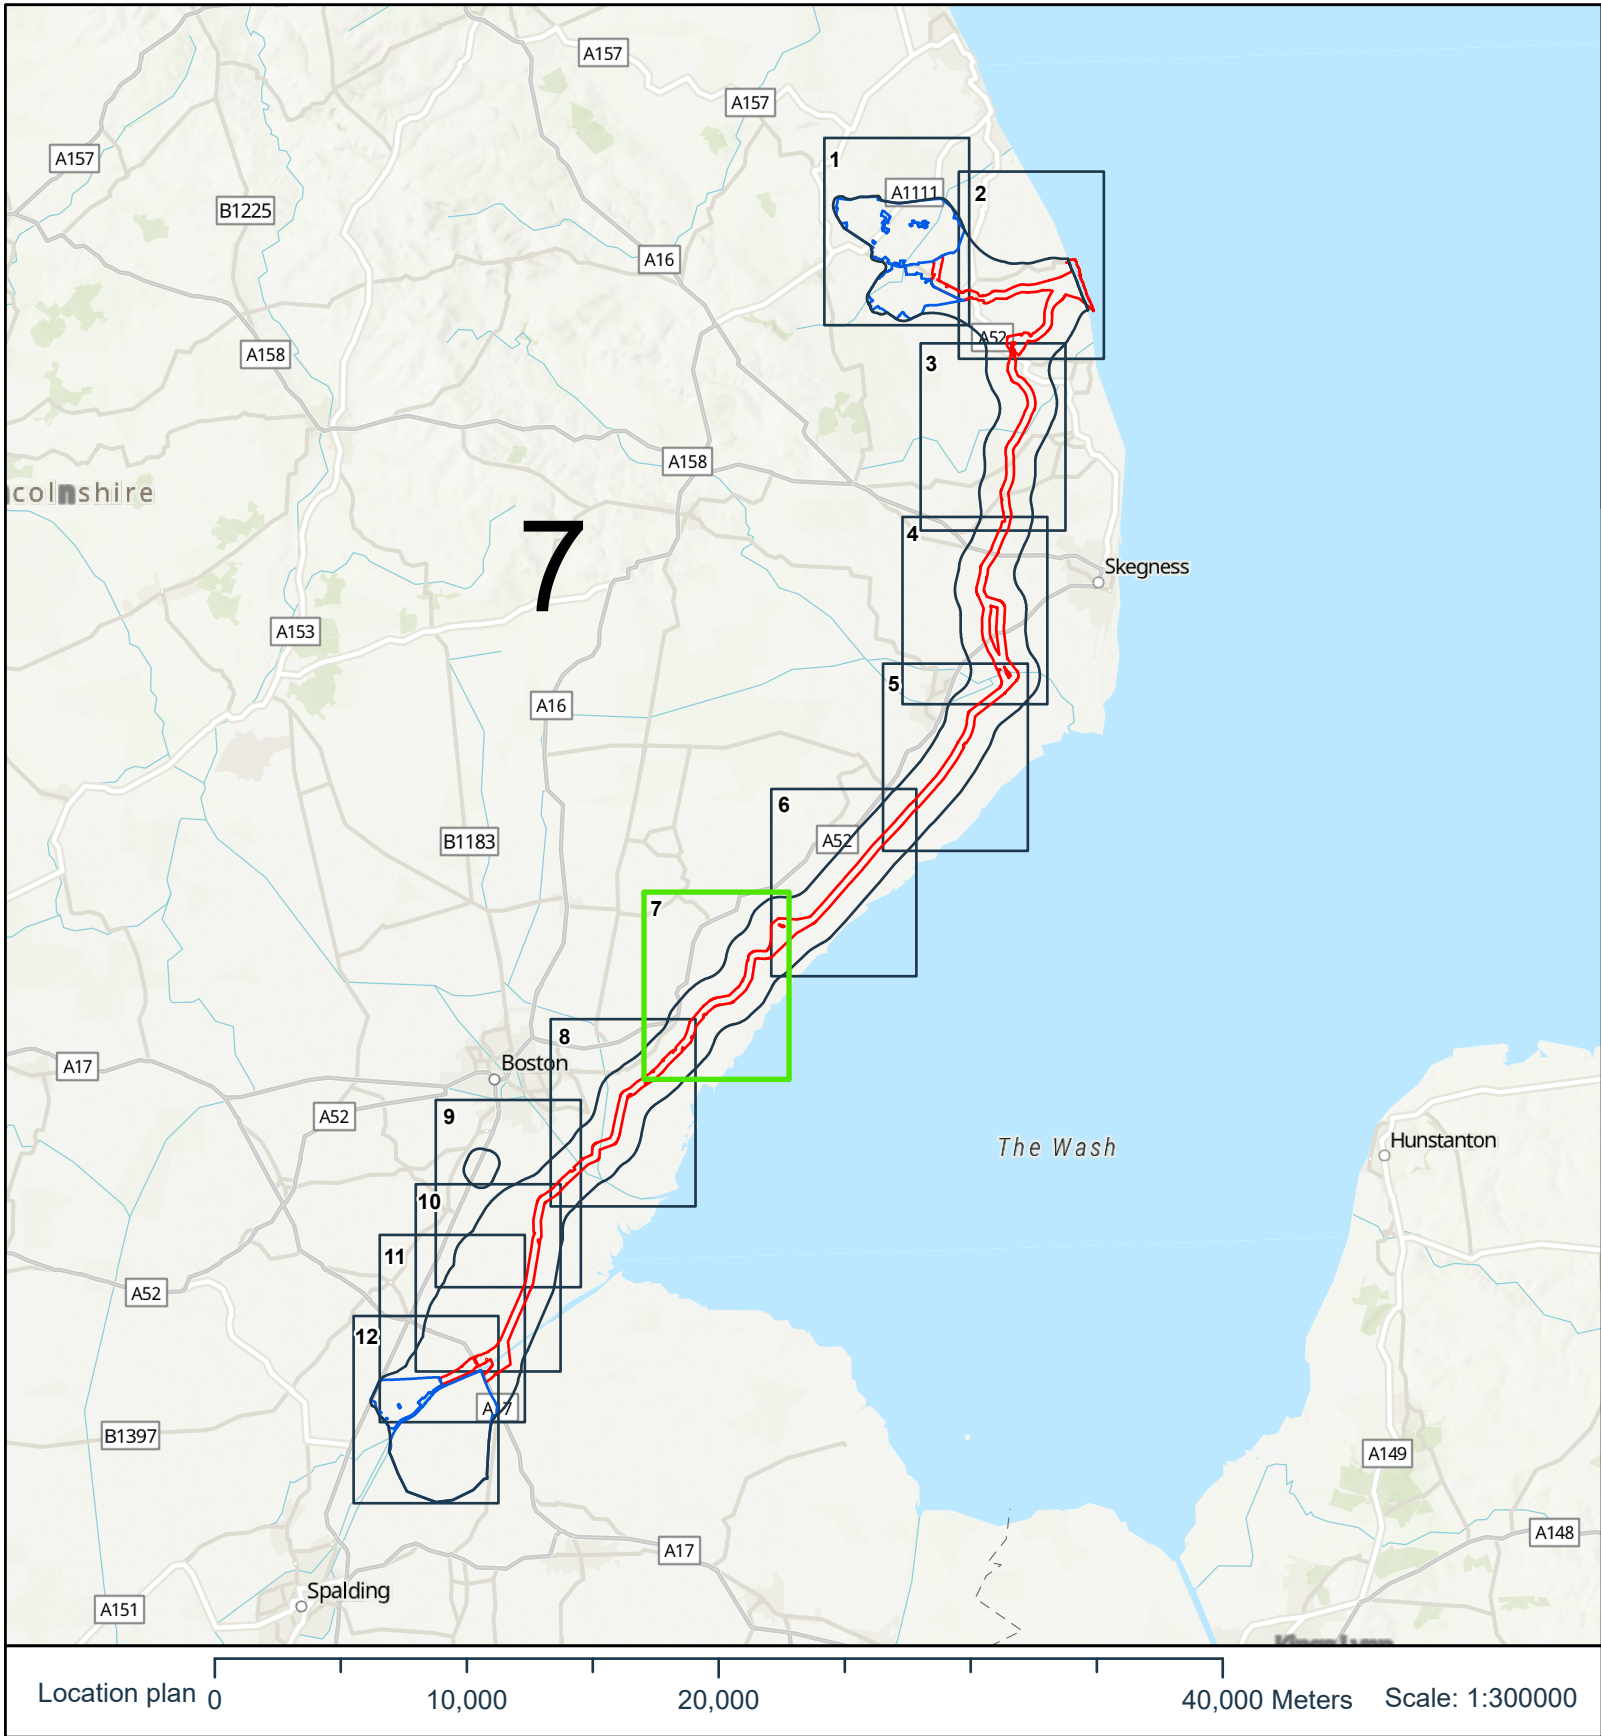 A157
A157
A157
1
A1111
2
B1225
A16
A52
A158
3
A158
colnshire
7
4
Skegness
A153
5
A16
6
B1183
A52
7
8
Boston
A17
A52
9
The Wash
Hunstanton
10
11
A52
12
A17
B1397
A149
A148
A17
Spalding
A151
Location plan 0 10,000 20,000 40,000 Meters Scale: 1:300000